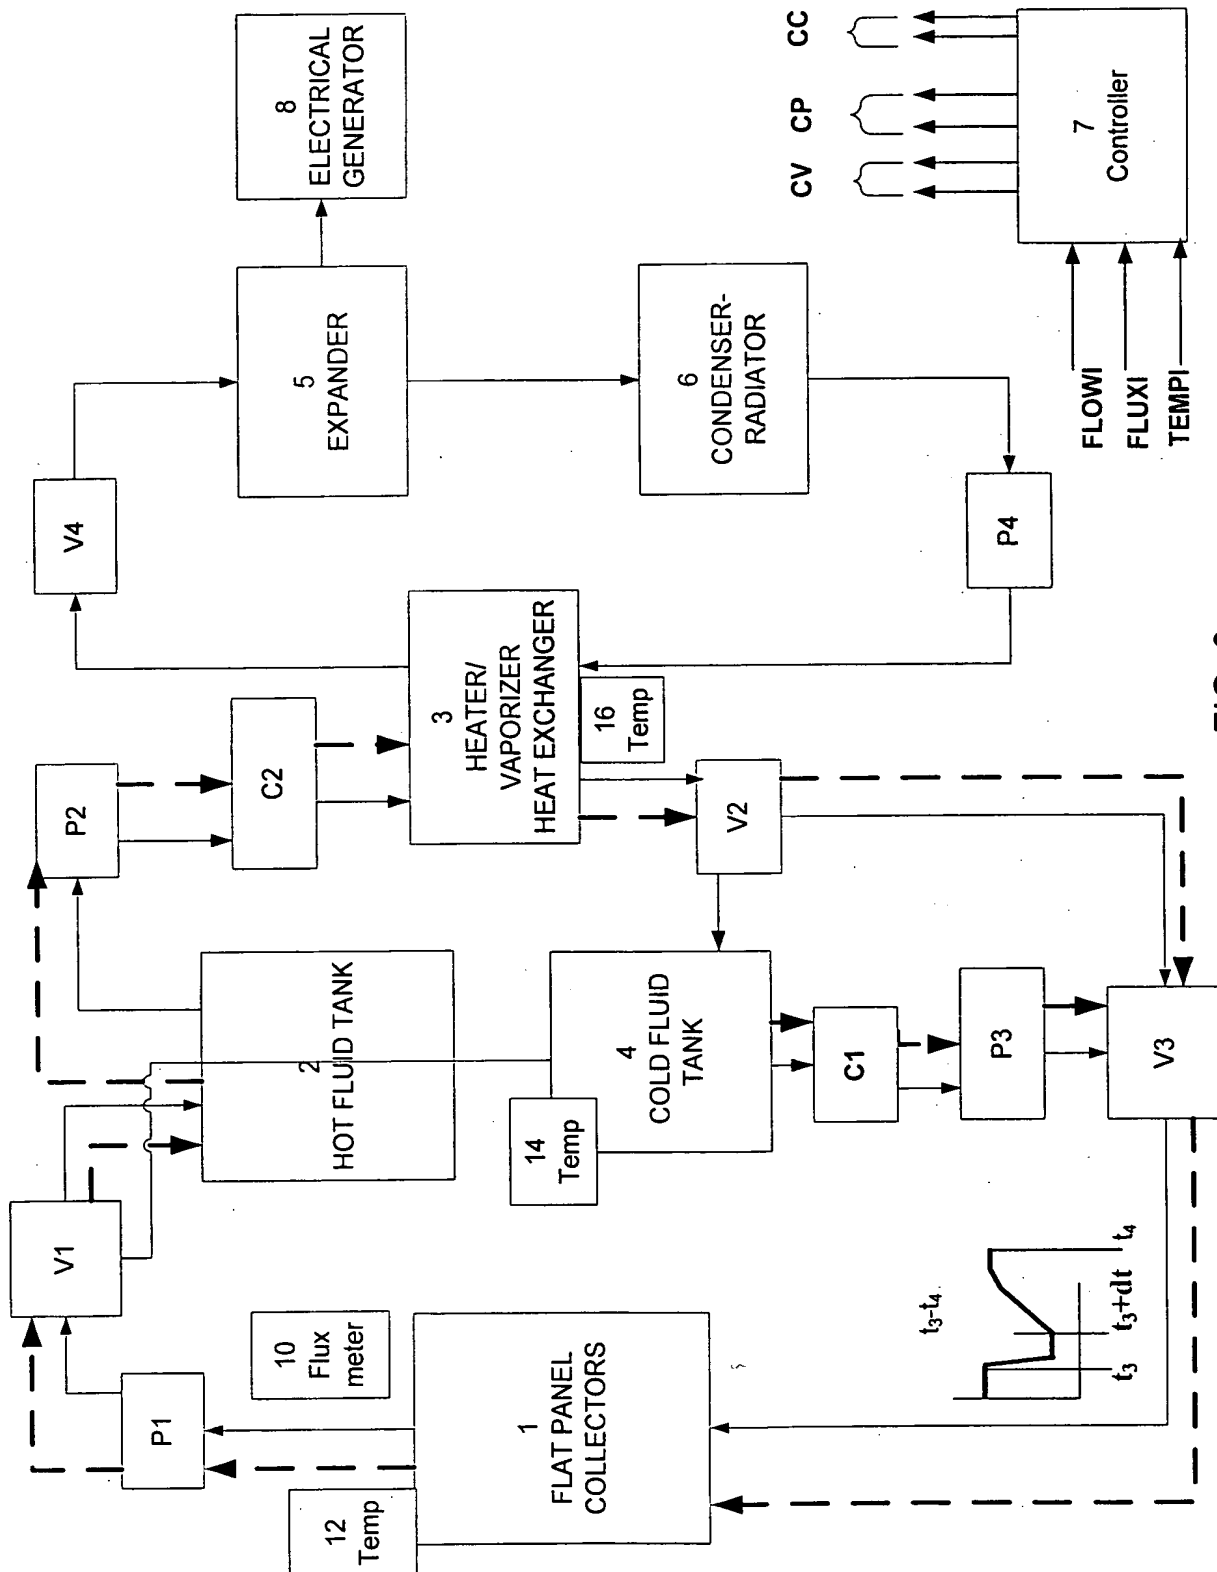 8
ELECTRICAL
GENERATOR
CC
CP
CV
7
Controller
FLOWI
FLUXI
TEMPI
5
EXPANDER
6
CONDENSER-
RADIATOR
V4
P4
3
HEATER/
VAPORIZER
HEAT EXCHANGER
16
Temp
P2
C2
V2
2
HOT FLUID TANK
4
COLD FLUID
TANK
14
Temp
C1
P3
V3
V1
P1
10
Flux
meter
1
FLAT PANEL
COLLECTORS
12
Temp
t3-t4
t3
t3+dt
t4